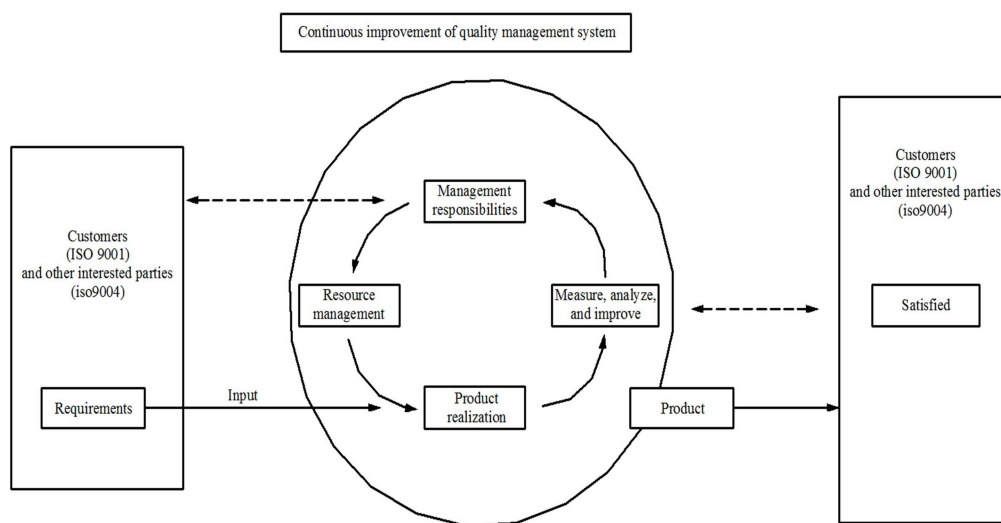 Continuous improvement of quality management system
Customers
(ISO 9001)
and other interested parties
(iso9004)
Requirements
Input
Management
responsibilities
Resource
management
Measure, analyze,
and improve
Product
realization
Product
Customers
(ISO 9001)
and other interested parties
(iso9004)
Satisfied